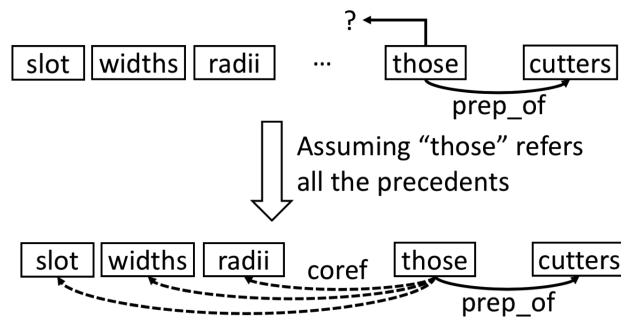 ?
slot widths radii ... those cutters
prep_of
Assuming “those” refers
all the precedents
slot widths radii those cutters
coref
prep_of